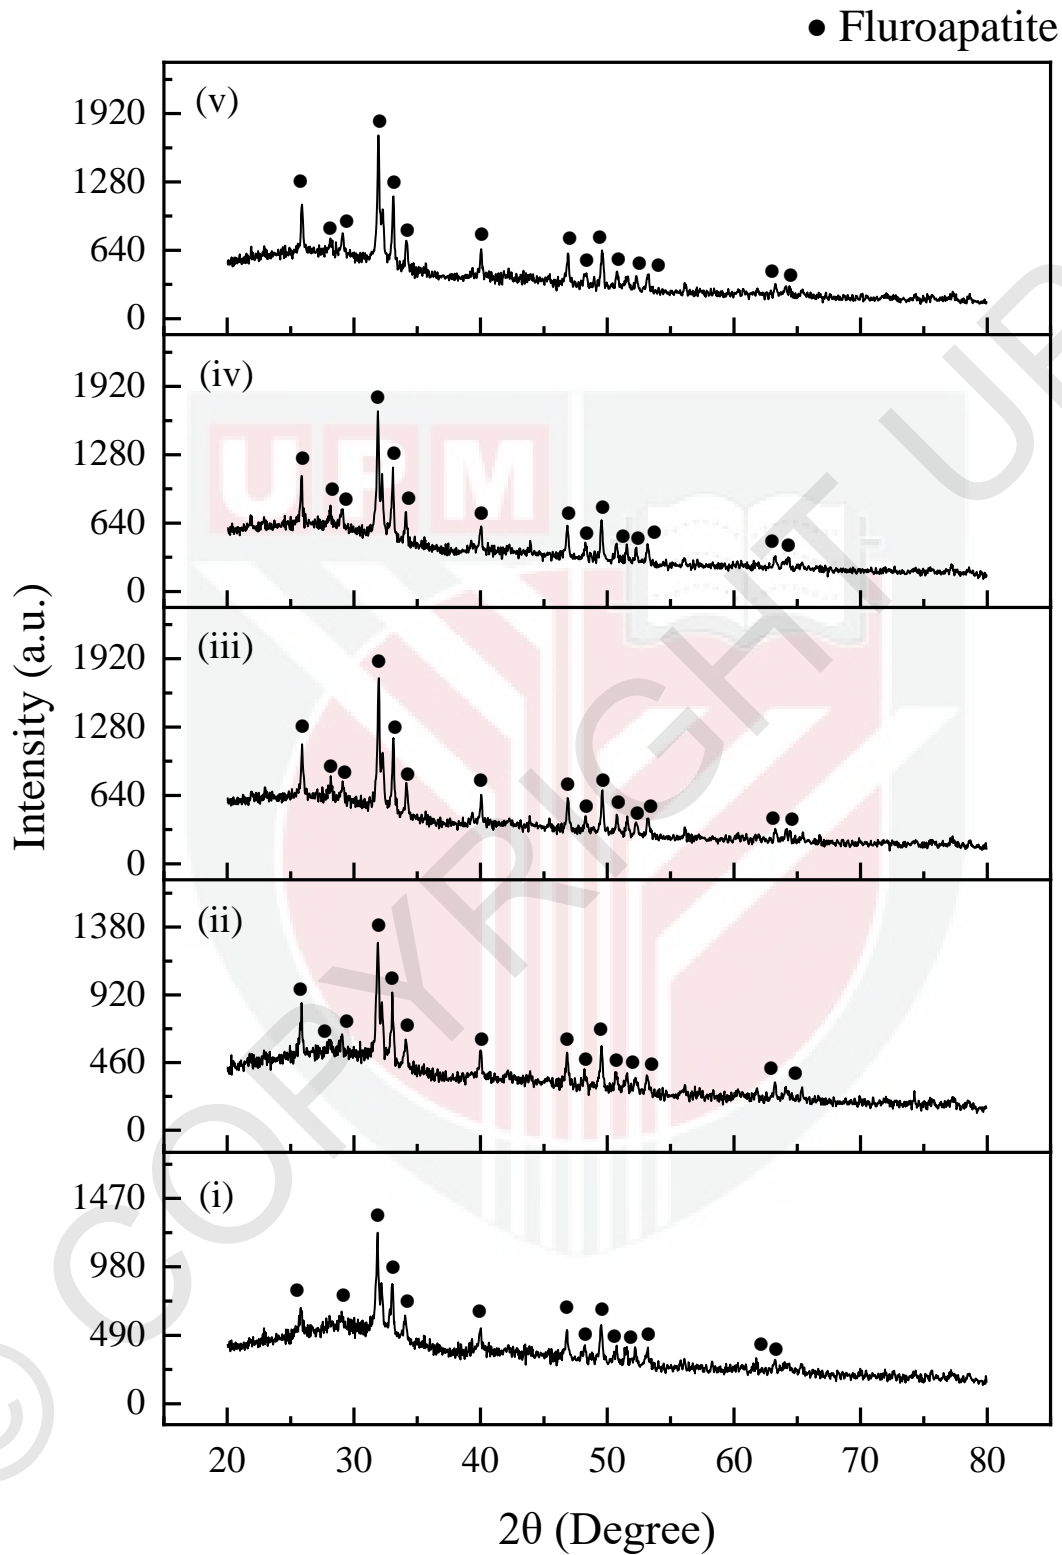 ● Fluroapatite
(v)
1920
1280
640
0
(iv)
1920
1280
640
0
(iii)
1920
1280
640
0
(ii)
1380
920
460
0
(i)
1470
980
490
0
20 30 40 50 60 70 80
2θ (Degree)
Intensity (a.u.)
UPM
© COPYRIGHT UP